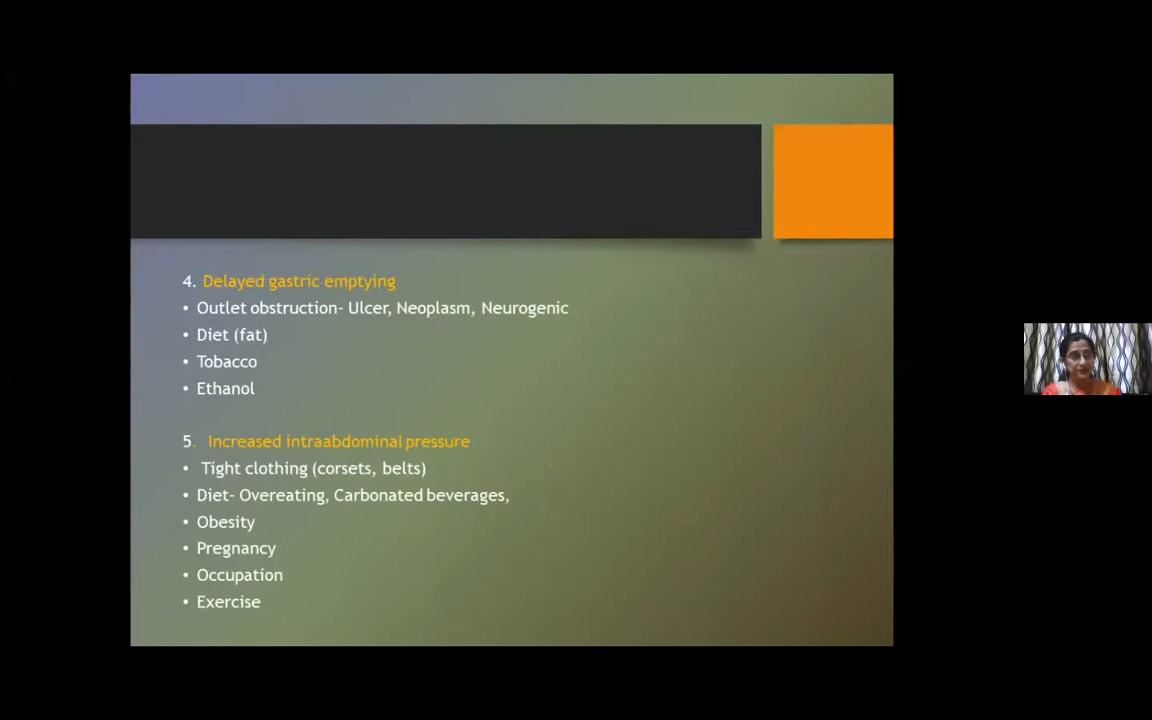 4. Delayed gastric emptying
• Outlet obstruction- Ulcer, Neoplasm, Neurogenic
• Diet (fat)
• Tobacco
• Ethanol
5. Increased intraabdominal pressure
• Tight clothing (corsets, belts)
• Diet- Overeating, Carbonated beverages,
• Obesity
• Pregnancy
• Occupation
• Exercise